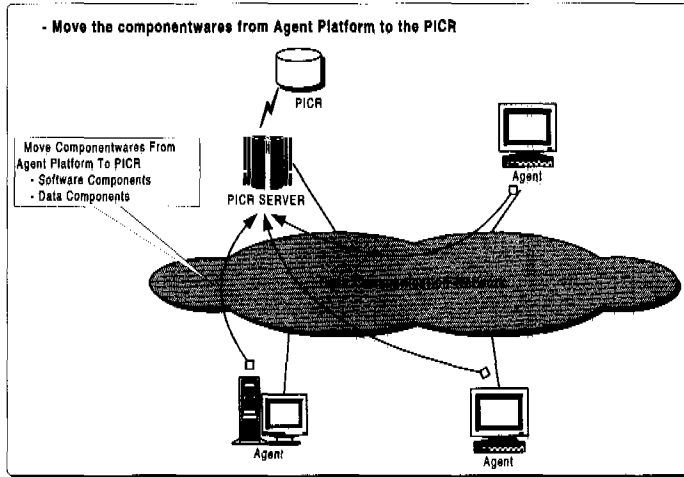 - Move the componentwares from Agent Platform to the PICR
PICR
Move Componentwares From
Agent Platform To PICR
- Software Components
- Data Components
PICR SERVER
Agent
Agent
Agent